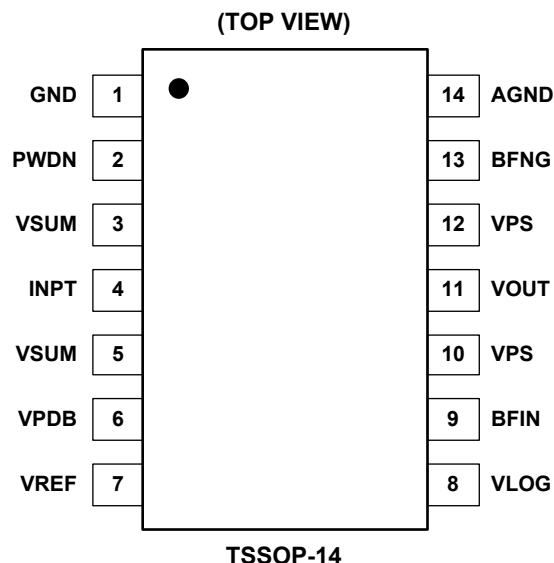 (TOP VIEW)
GND 1 14 AGND
PWDN 2 13 BFNG
VSUM 3 12 VPS
INPT 4 11 VOUT
VSUM 5 10 VPS
VPDB 6 9 BFIN
VREF 7 8 VLOG
TSSOP-14